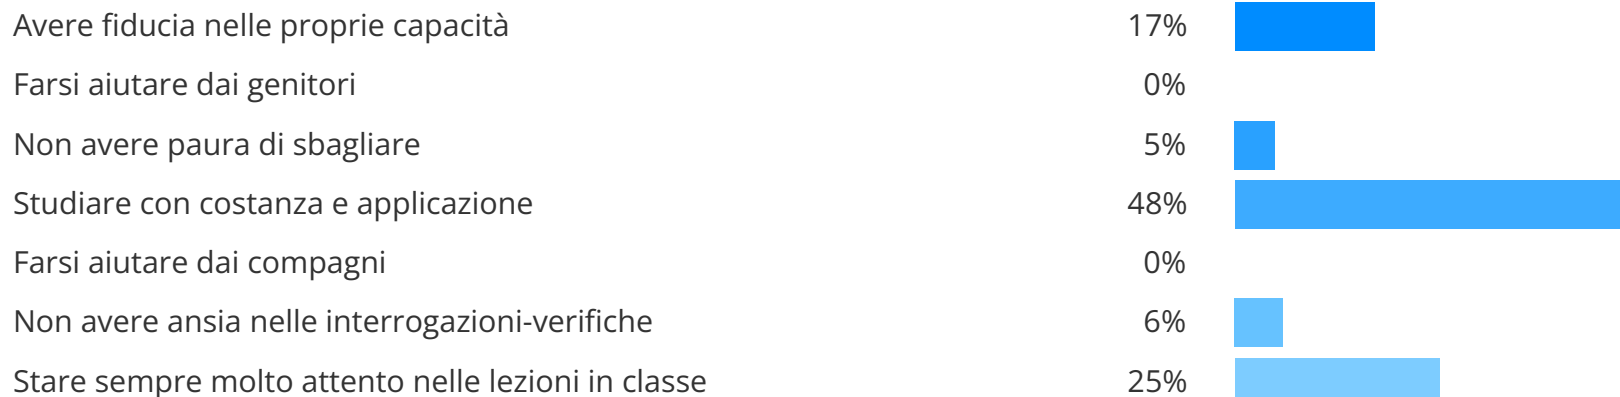 Avere fiducia nelle proprie capacità 17%
Farsi aiutare dai genitori 0%
Non avere paura di sbagliare 5%
Studiare con costanza e applicazione 48%
Farsi aiutare dai compagni 0%
Non avere ansia nelle interrogazioni-verifiche 6%
Stare sempre molto attento nelle lezioni in classe 25%